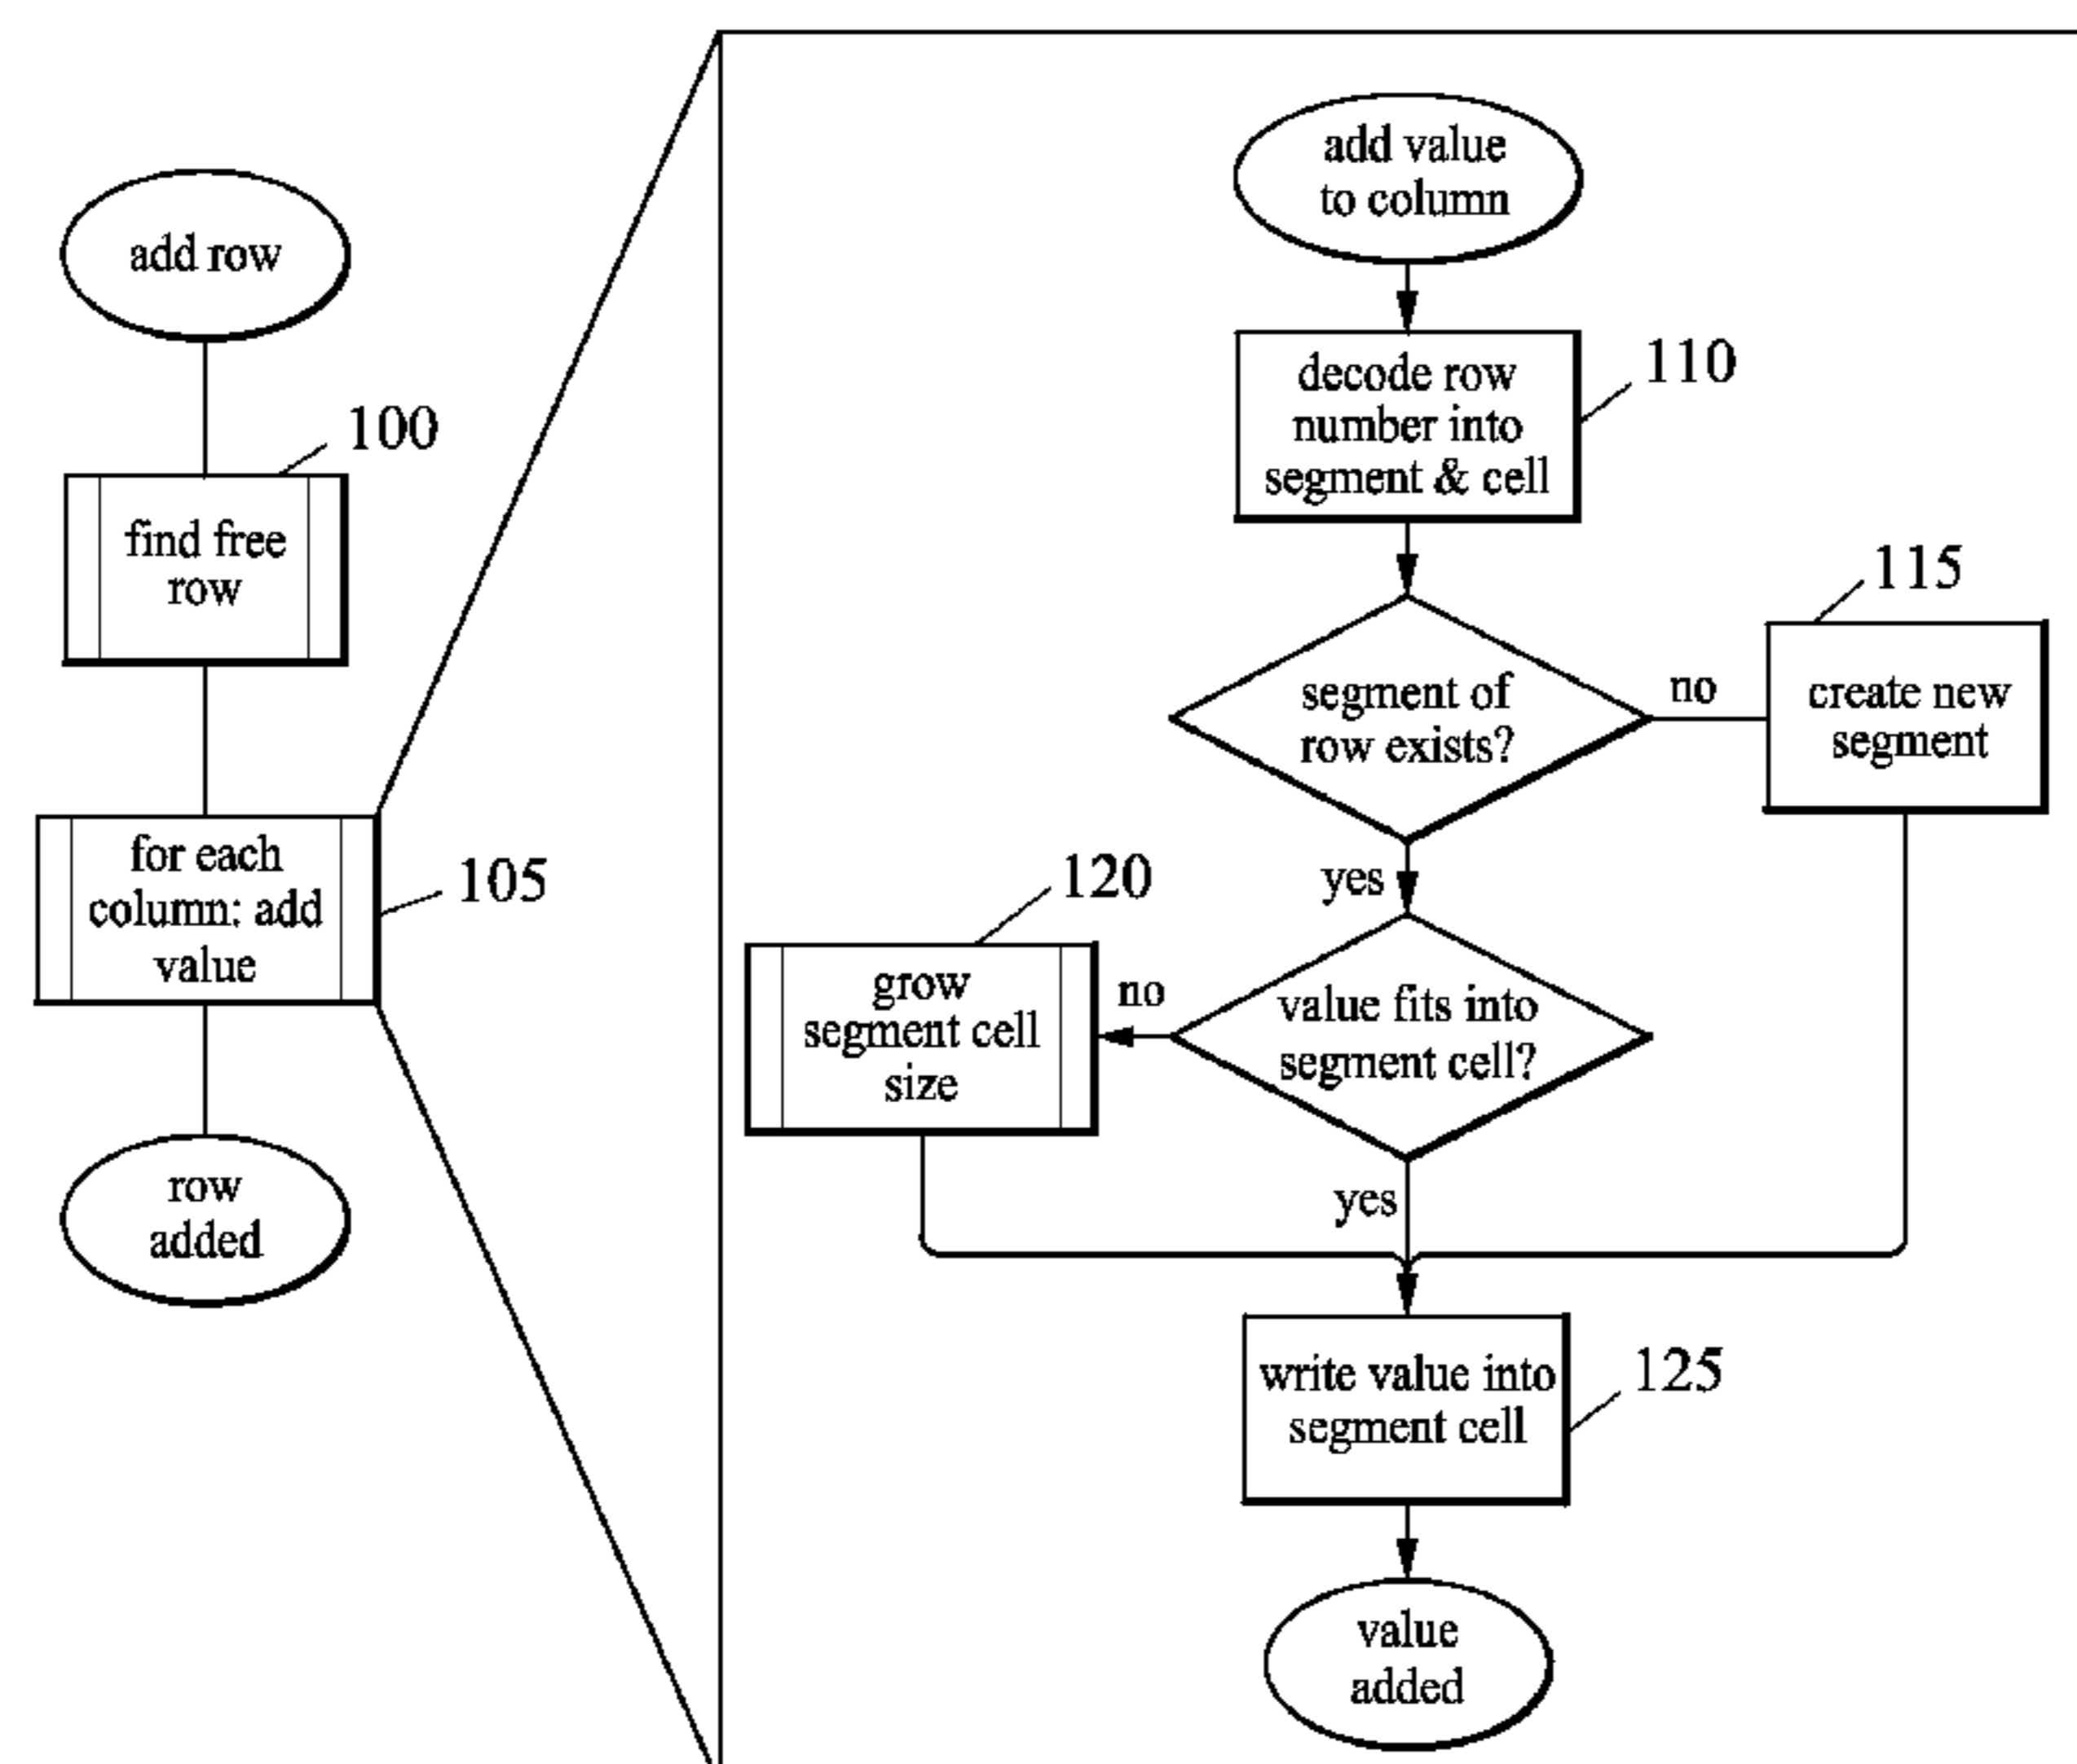 add row
100
find free
row
for each
column: add
value
105
row
added
add value
to column
decode row
number into
segment & cell
110
segment of
row exists?
no
115
create new
segment
yes
120
grow
segment cell
size
no
value fits into
segment cell?
yes
write value into
segment cell
125
value
added